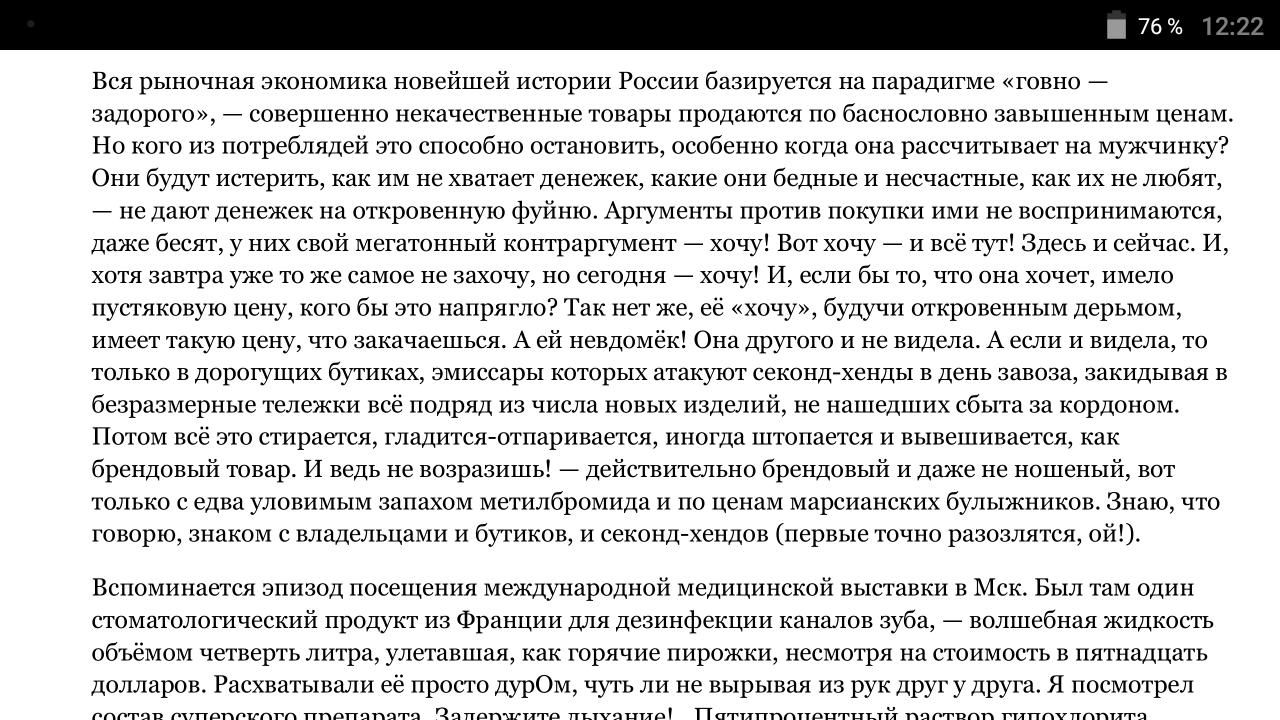 76 % 12:22
Вся рыночная экономика новейшей истории России базируется на парадигме «говно —
задорого», — совершенно некачественные товары продаются по баснословно завышенным ценам.
Но кого из потреблядей это способно остановить, особенно когда она рассчитывает на мужчинку?
Они будут истерить, как им не хватает денежек, какие они бедные и несчастные, как их не любят,
— не дают денежек на откровенную фуйню. Аргументы против покупки ими не воспринимаются,
даже бесят, у них свой мегатонный контраргумент — хочу! Вот хочу — и всё тут! Здесь и сейчас. И,
хотя завтра уже то же самое не захочу, но сегодня — хочу! И, если бы то, что она хочет, имело
пустяковую цену, кого бы это напрягло? Так нет же, её «хочу», будучи откровенным дерьмом,
имеет такую цену, что закачаешься. А ей невдомёк! Она другого и не видела. А если и видела, то
только в дорогущих бутиках, эмиссары которых атакуют секонд-хенды в день завоза, закидывая в
безразмерные тележки всё подряд из числа новых изделий, не нашедших сбыта за кордоном.
Потом всё это стирается, гладится-отпаривается, иногда штопается и вывешивается, как
брендовый товар. И ведь не возразишь! — действительно брендовый и даже не ношеный, вот
только с едва уловимым запахом метилбромида и по ценам марсианских булыжников. Знаю, что
говорю, знаком с владельцами и бутиков, и секонд-хендов (первые точно разозлятся, ой!).
Вспоминается эпизод посещения международной медицинской выставки в Мск. Был там один
стоматологический продукт из Франции для дезинфекции каналов зуба, — волшебная жидкость
объёмом четверть литра, улетавшая, как горячие пирожки, несмотря на стоимость в пятнадцать
долларов. Расхватывали её просто дурОм, чуть ли не вырывая из рук друг у друга. Я посмотрел
состав суперского препарата. Задержите дыхание!.. Пятипроцентный раствор гипохлорита